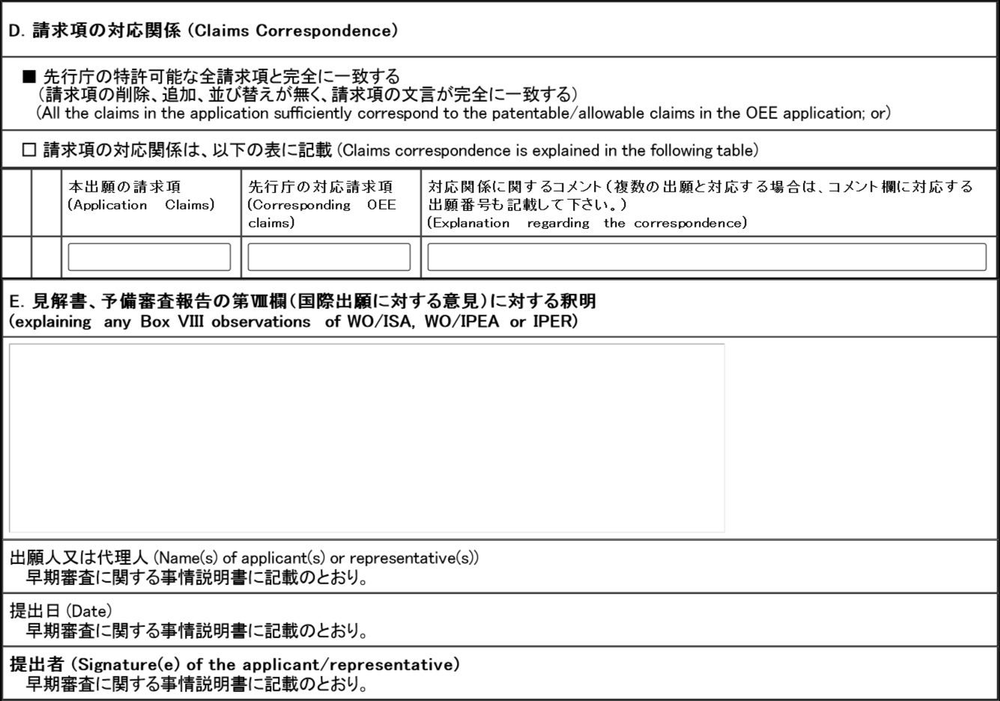 D. 請求項の対応関係 (Claims Correspondence)
■ 先行庁の特許可能な全請求項と完全に一致する
(請求項の削除、追加、並び替えが無く、請求項の文言が完全に一致する)
(All the claims in the application sufficiently correspond to the patentable/allowable claims in the OEE application; or)
□ 請求項の対応関係は、以下の表に記載 (Claims correspondence is explained in the following table)
本出願の請求項
(Application Claims)
先行庁の対応請求項
(Corresponding OEE
claims)
対応関係に関するコメント(複数の出願と対応する場合は、コメント欄に対応する
出願番号も記載して下さい。)
(Explanation regarding the correspondence)
E. 見解書、予備審査報告の第Ⅷ欄(国際出願に対する意見)に対する釈明
(explaining any Box VIII observations of WO/ISA, WO/IPEA or IPER)
出願人又は代理人 (Name(s) of applicant(s) or representative(s))
早期審査に関する事情説明書に記載のとおり。
提出日 (Date)
早期審査に関する事情説明書に記載のとおり。
提出者 (Signature(e) of the applicant/representative)
早期審査に関する事情説明書に記載のとおり。